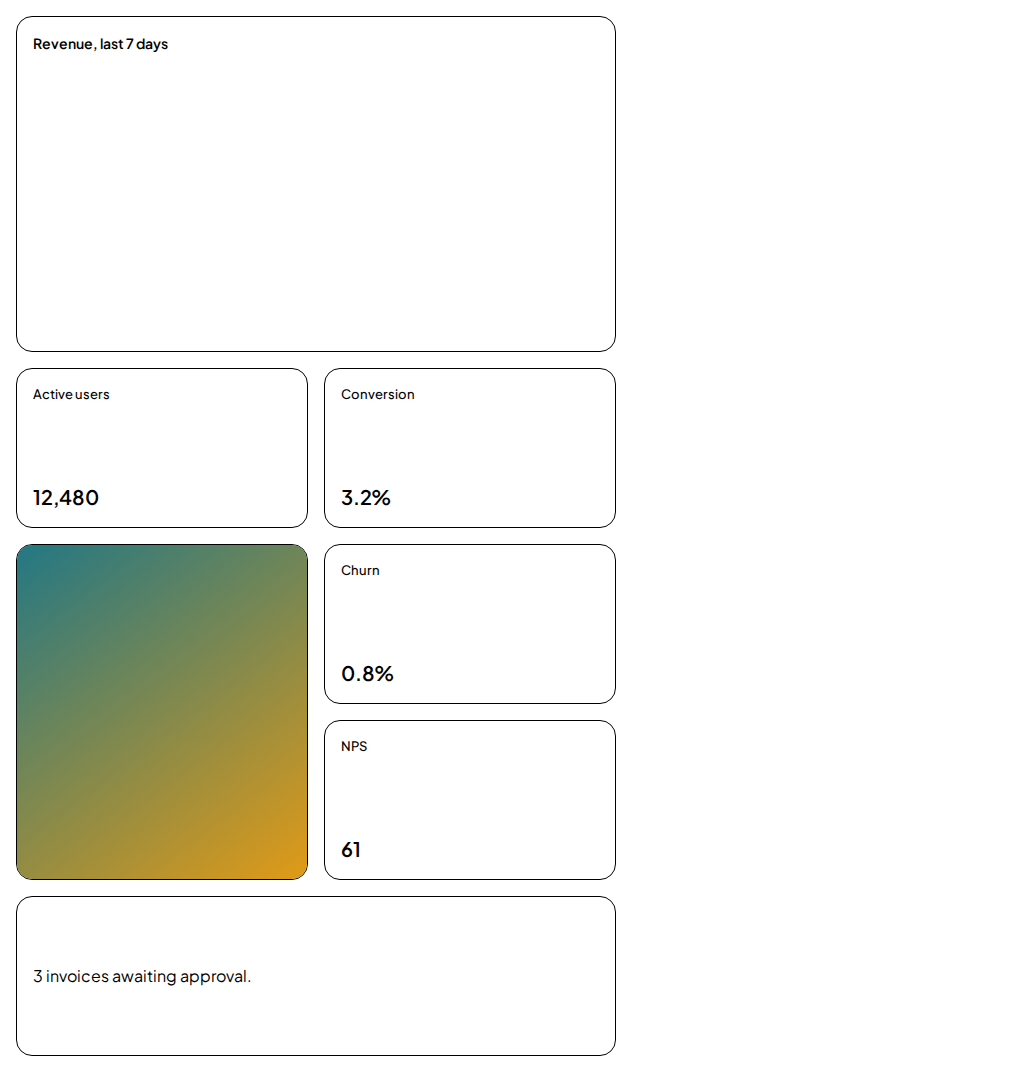 Revenue, last 7 days
Active users
Conversion
12,480
3.2%
Churn
0.8%
NPS
61
3 invoices awaiting approval.